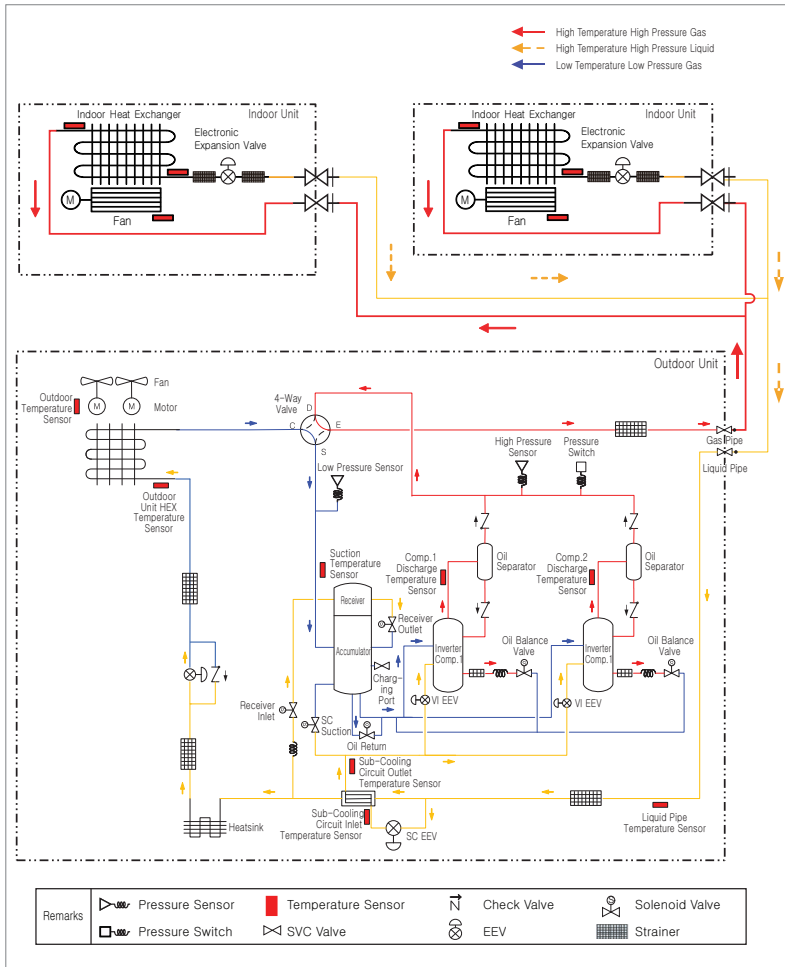 High Temperature High Pressure Gas
High Temperature High Pressure Liquid
Low Temperature Low Pressure Gas
Indoor Heat Exchanger
Indoor Unit
Electronic
Expansion Valve
M
Fan
Indoor Heat Exchanger
Indoor Unit
Electronic
Expansion Valve
M
Fan
Outdoor Unit
Fan
Motor
M
M
Outdoor
Temperature
Sensor
4-Way
Valve
D
C
E
S
Gas Pipe
Liquid Pipe
High Pressure
Sensor
Pressure
Switch
Low Pressure Sensor
Outdoor
Unit HEX
Temperature
Sensor
Suction
Temperature
Sensor
Comp.1
Discharge
Temperature
Sensor
Oil
Separator
Comp.2
Discharge
Temperature
Sensor
Oil
Separator
Receiver
Receiver
Outlet
Accumulator
Inverter
Comp.1
Oil Balance
Valve
Inverter
Comp.1
Oil Balance
Valve
Charg-
ing
Port
VI EEV
VI EEV
Receiver
Inlet
SC
Suction
Oil Return
Sub-Cooling
Circuit Outlet
Temperature Sensor
Heatsink
Sub-Cooling
Circuit Inlet
Temperature Sensor
SC EEV
Liquid Pipe
Temperature Sensor
Remarks
Pressure Sensor
Temperature Sensor
Check Valve
Solenoid Valve
Pressure Switch
SVC Valve
EEV
Strainer